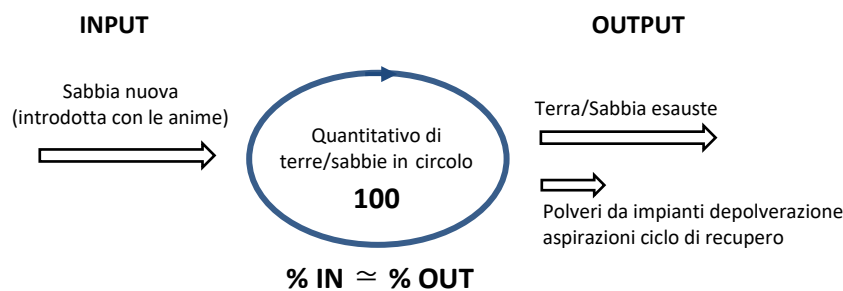 INPUT
OUTPUT
Sabbia nuova
(introdotta con le anime)
Quantitativo di
terre/sabbie in circolo
100
Terra/Sabbia esauste
Polveri da impianti depolverazione
aspirazioni ciclo di recupero
% IN ≃ % OUT